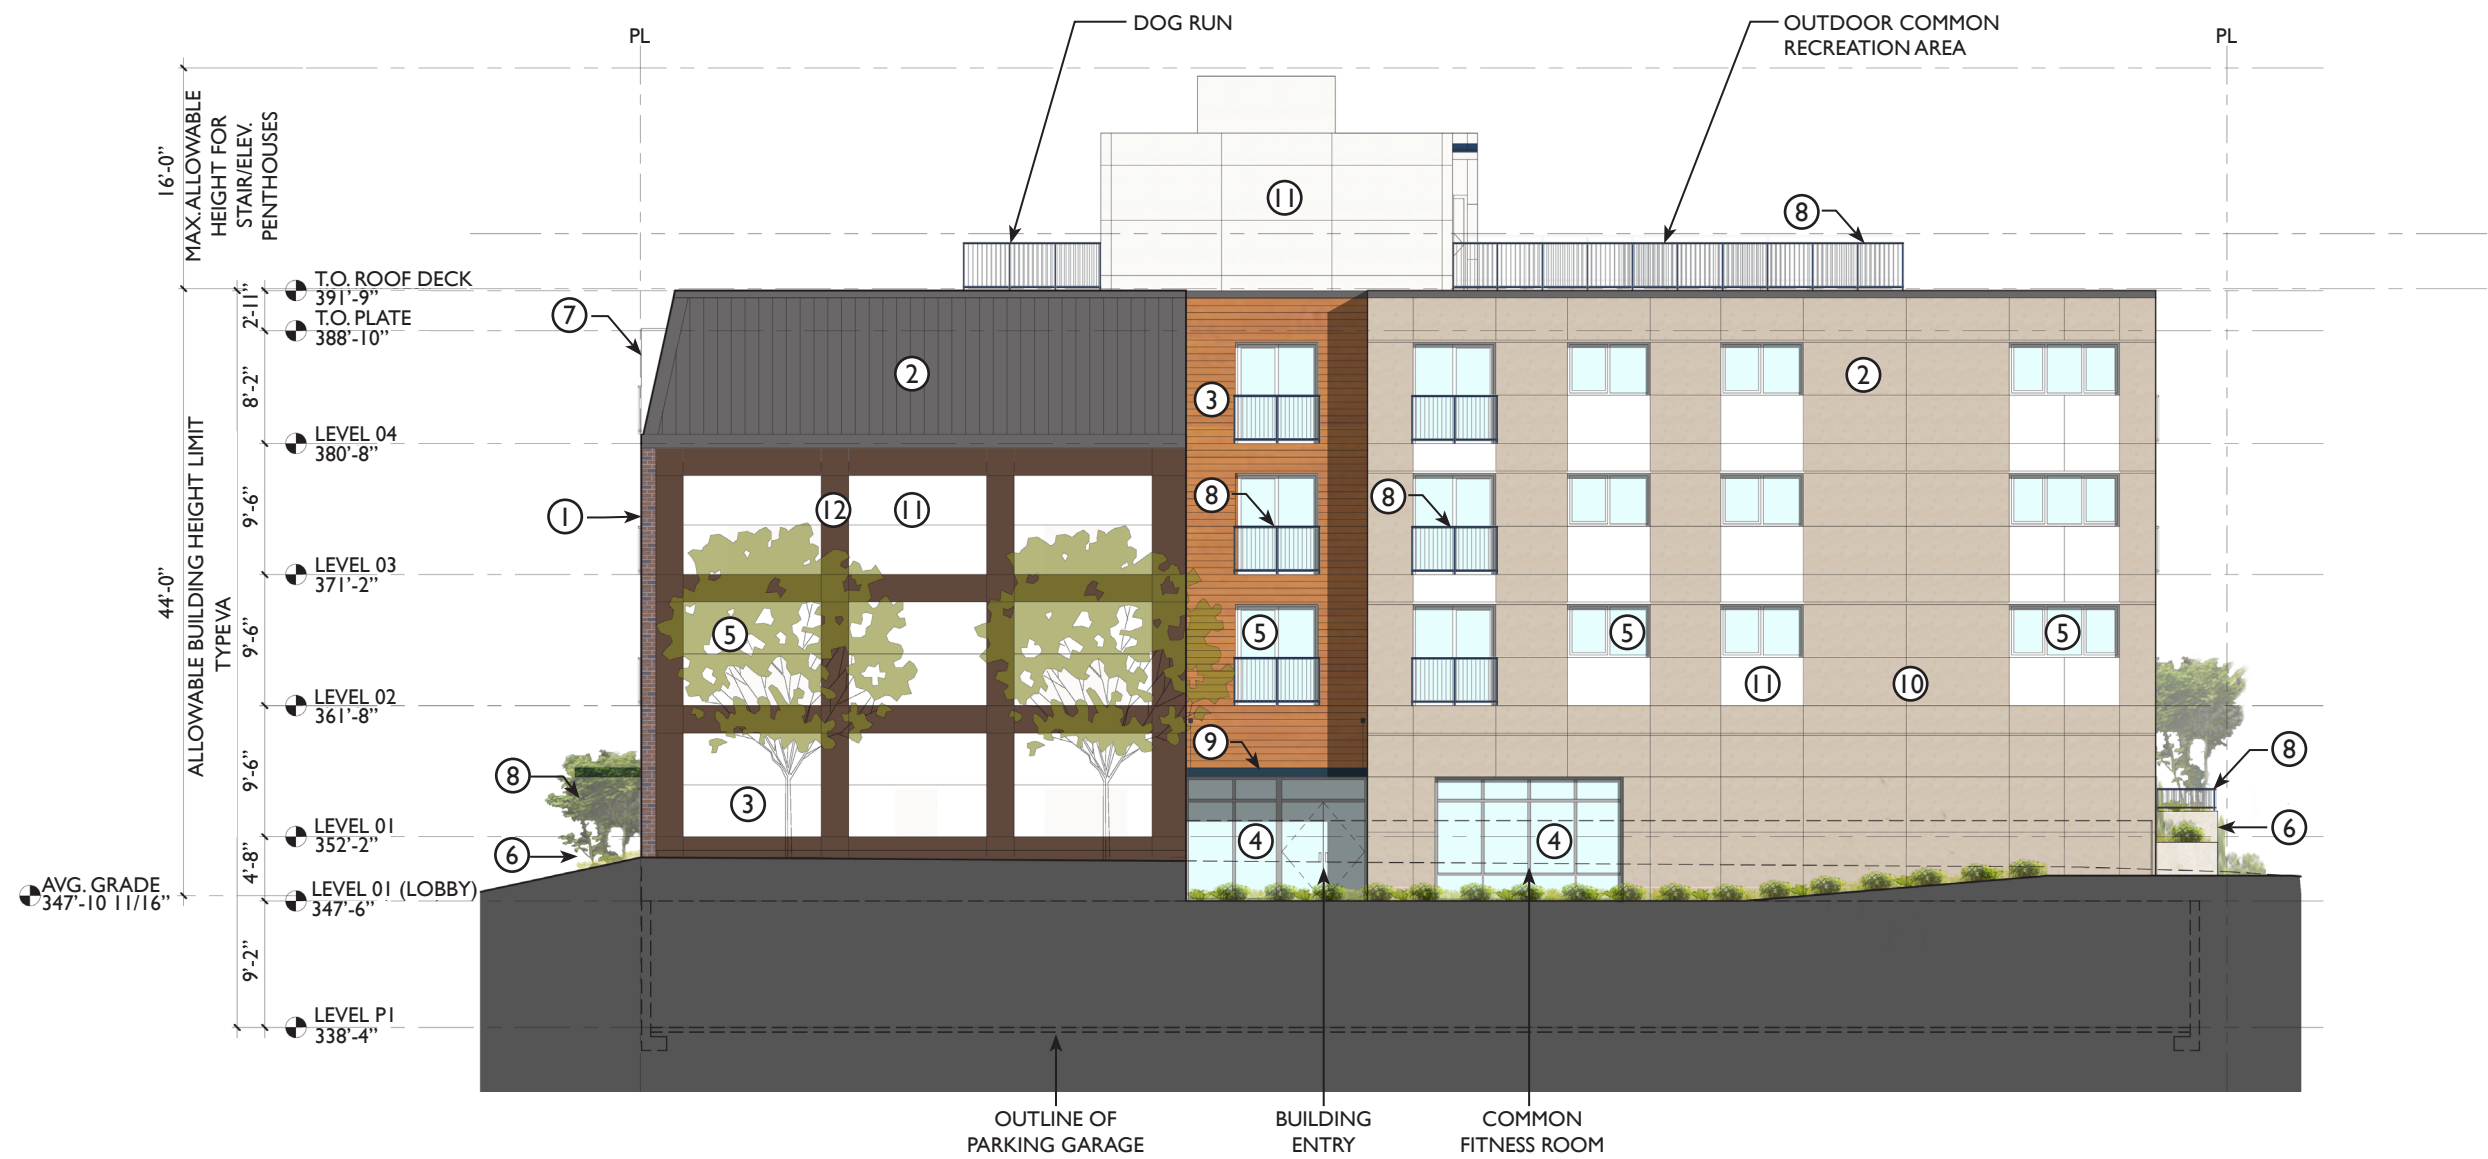 DOG RUN
OUTDOOR COMMON
RECREATION AREA
PL
PL
16'-0"
MAX. ALLOWABLE
HEIGHT FOR
STAIR/ELEV.
PENTHOUSES
11
8
T.O. ROOF DECK
391'-9"
2'-11"
T.O. PLATE
388'-10"
7
2
3
2
8'-2"
LEVEL 04
380'-8"
44'-0"
ALLOWABLE BUILDING HEIGHT LIMIT
TYPE VA
9'-6"
1
12
11
8
8
LEVEL 03
371'-2"
9'-6"
5
5
5
5
LEVEL 02
361'-8"
11
10
9'-6"
8
9
8
3
LEVEL 01
352'-2"
6
4
4
6
4'-8"
AVG. GRADE
347'-10 11/16"
LEVEL 01 (LOBBY)
347'-6"
9'-2"
LEVEL P1
338'-4"
OUTLINE OF
PARKING GARAGE
BUILDING
ENTRY
COMMON
FITNESS ROOM